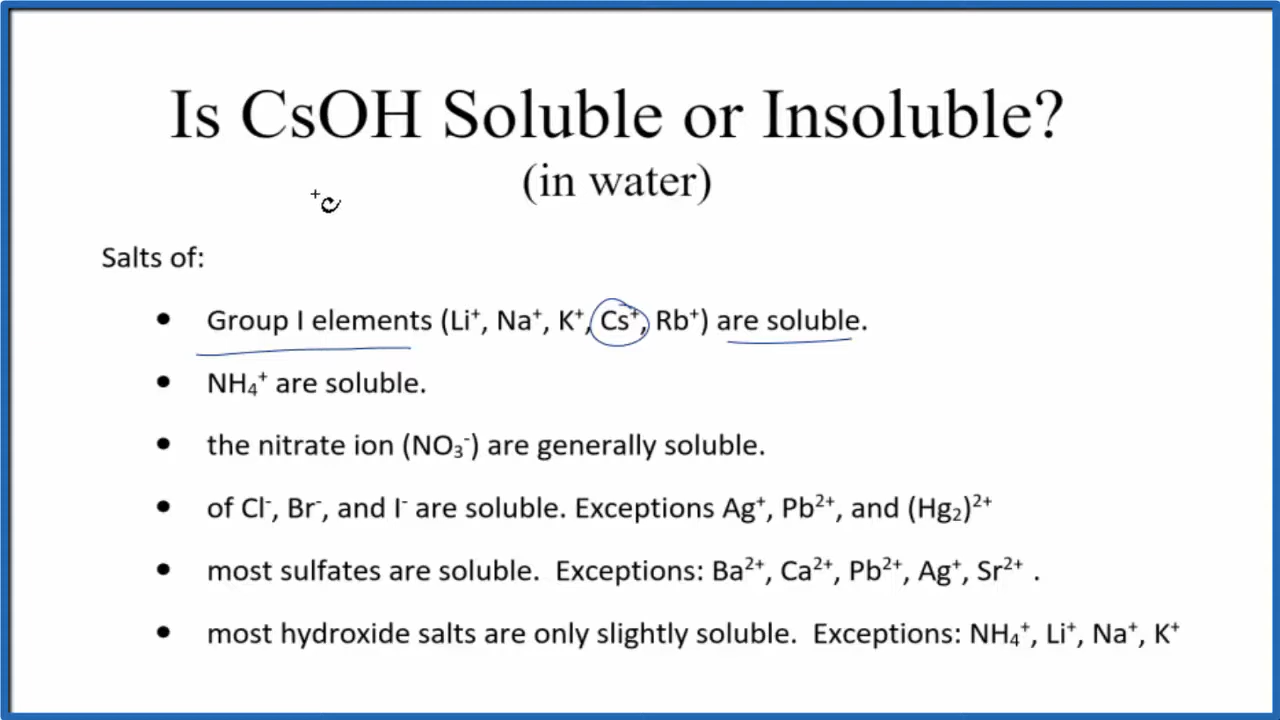 Is CsOH Soluble or Insoluble?
(in water)
Salts of:
• Group I elements (Li⁺, Na⁺, K⁺, Cs⁺, Rb⁺) are soluble.
• NH₄⁺ are soluble.
• the nitrate ion (NO₃⁻) are generally soluble.
• of Cl⁻, Br⁻, and I⁻ are soluble. Exceptions Ag⁺, Pb²⁺, and (Hg₂)²⁺
• most sulfates are soluble.  Exceptions: Ba²⁺, Ca²⁺, Pb²⁺, Ag⁺, Sr²⁺ .
• most hydroxide salts are only slightly soluble.  Exceptions: NH₄⁺, Li⁺, Na⁺, K⁺